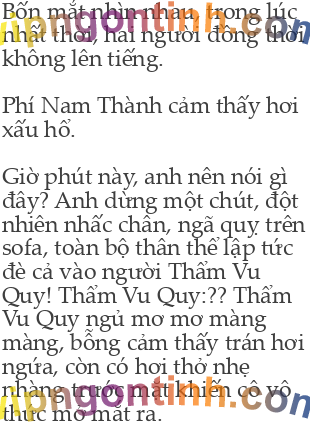 Bốn mắt nhìn nhau, trong lúc
nhất thời, hai người đồng thời
không lên tiếng.
Phí Nam Thành cảm thấy hơi
xấu hổ.
Giờ phút này, anh nên nói gì
đây? Anh dừng một chút, đột
nhiên nhấc chân, ngã quỵ trên
sofa, toàn bộ thân thể lập tức
đè cả vào người Thẩm Vu
Quy! Thẩm Vu Quy:?? Thẩm
Vu Quy ngủ mơ mơ màng
màng, bỗng cảm thấy trán hơi
ngứa, còn có hơi thở nhẹ
nhàng trước mặt khiến cô vô
thức mở mắt ra.